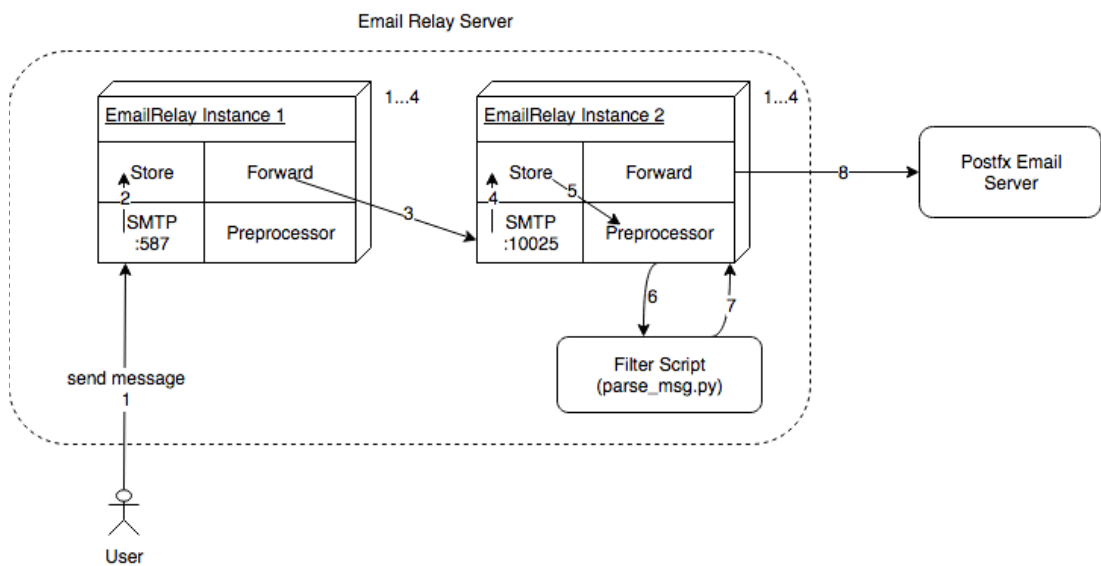 Email Relay Server
EmailRelay Instance 1
1...4
Store
Forward
2
SMTP
:587
Preprocessor
3
EmailRelay Instance 2
1...4
Store
Forward
4
5
SMTP
:10025
Preprocessor
8
Postfx Email
Server
6
7
Filter Script
(parse_msg.py)
send message
1
User